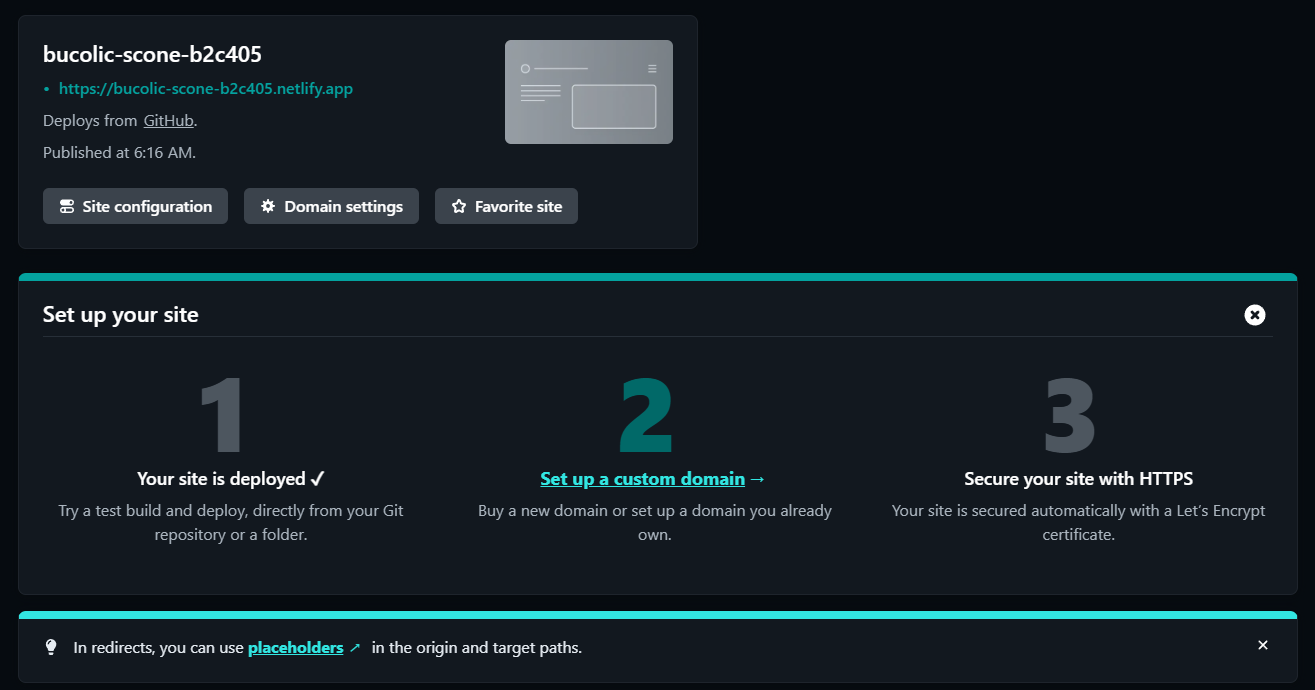 bucolic-scone-b2c405
• https://bucolic-scone-b2c405.netlify.app
Deploys from GitHub.
Published at 6:16 AM.
Site configuration
Domain settings
Favorite site
Set up your site
1
Your site is deployed ✓
Try a test build and deploy, directly from your Git
repository or a folder.
2
Set up a custom domain →
Buy a new domain or set up a domain you already
own.
3
Secure your site with HTTPS
Your site is secured automatically with a Let’s Encrypt
certificate.
In redirects, you can use placeholders ↗ in the origin and target paths.